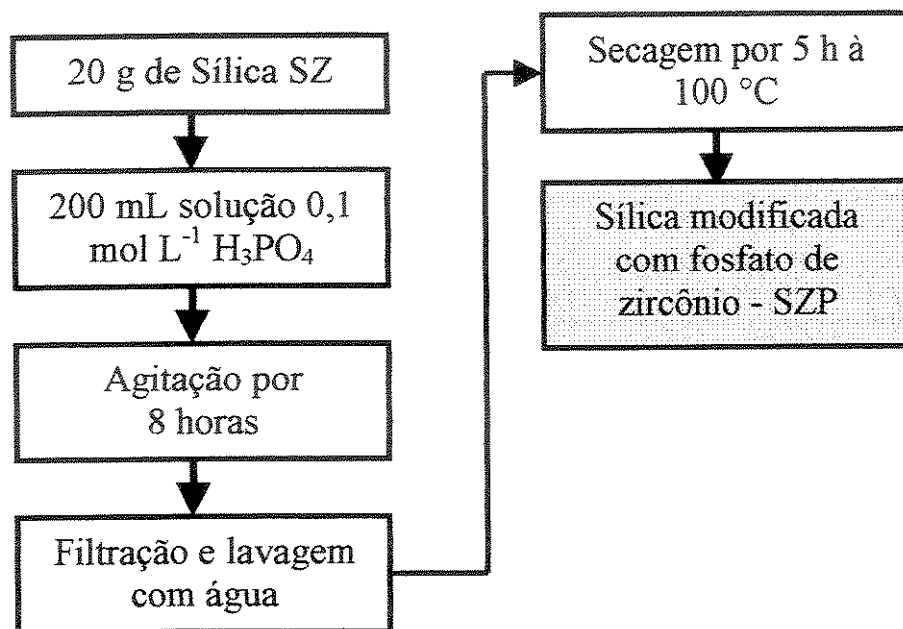 20 g de Sílica SZ
200 mL solução 0,1
mol L⁻¹ H₃PO₄
Agitação por
8 horas
Filtração e lavagem
com água
Secagem por 5 h à
100 °C
Sílica modificada
com fosfato de
zircônio - SZP